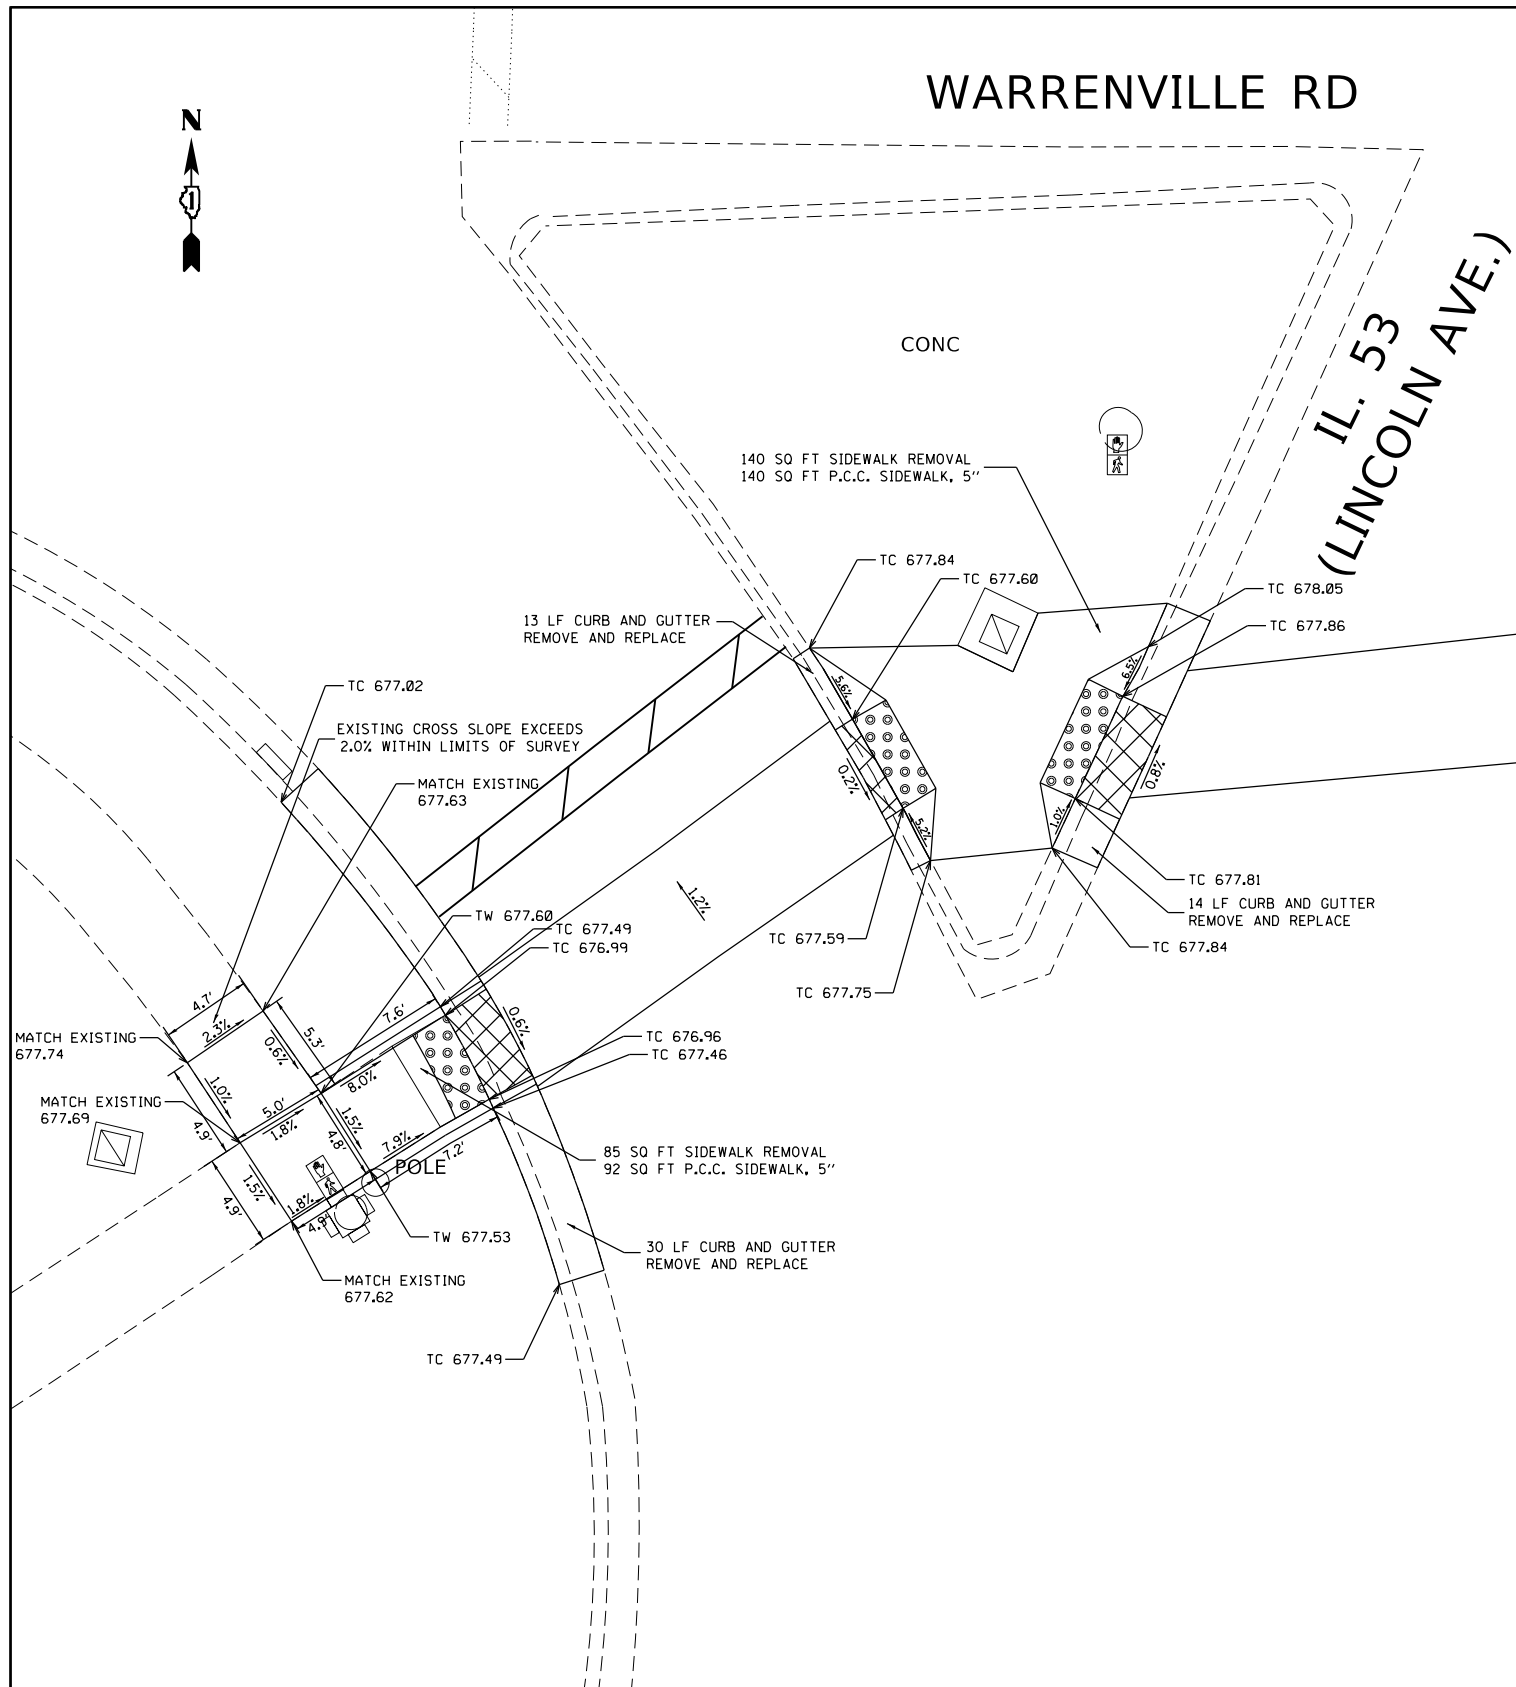 WARRENVILLE RD
N
1
IL. 53
(LINCOLN AVE.)
CONC
140 SQ FT SIDEWALK REMOVAL
140 SQ FT P.C.C. SIDEWALK, 5"
TC 677.84
TC 677.60
TC 678.05
TC 677.86
13 LF CURB AND GUTTER
REMOVE AND REPLACE
5.6%
6.5%
TC 677.02
EXISTING CROSS SLOPE EXCEEDS
2.0% WITHIN LIMITS OF SURVEY
MATCH EXISTING
677.63
0.2%
0.8%
5.2%
1.0%
TC 677.81
14 LF CURB AND GUTTER
REMOVE AND REPLACE
TC 677.84
1.2%
TC 677.59
TC 677.75
TW 677.60
TC 677.49
TC 676.99
4.7'
2.3%
7.6'
5.3'
0.6%
0.6%
MATCH EXISTING
677.74
TC 676.96
TC 677.46
8.0%
1.0%
5.0'
1.8%
MATCH EXISTING
677.69
4.9'
1.5%
4.8'
7.9%
7.2'
POLE
85 SQ FT SIDEWALK REMOVAL
92 SQ FT P.C.C. SIDEWALK, 5"
1.5%
4.9'
1.8%
4.9'
TW 677.53
30 LF CURB AND GUTTER
REMOVE AND REPLACE
MATCH EXISTING
677.62
TC 677.49